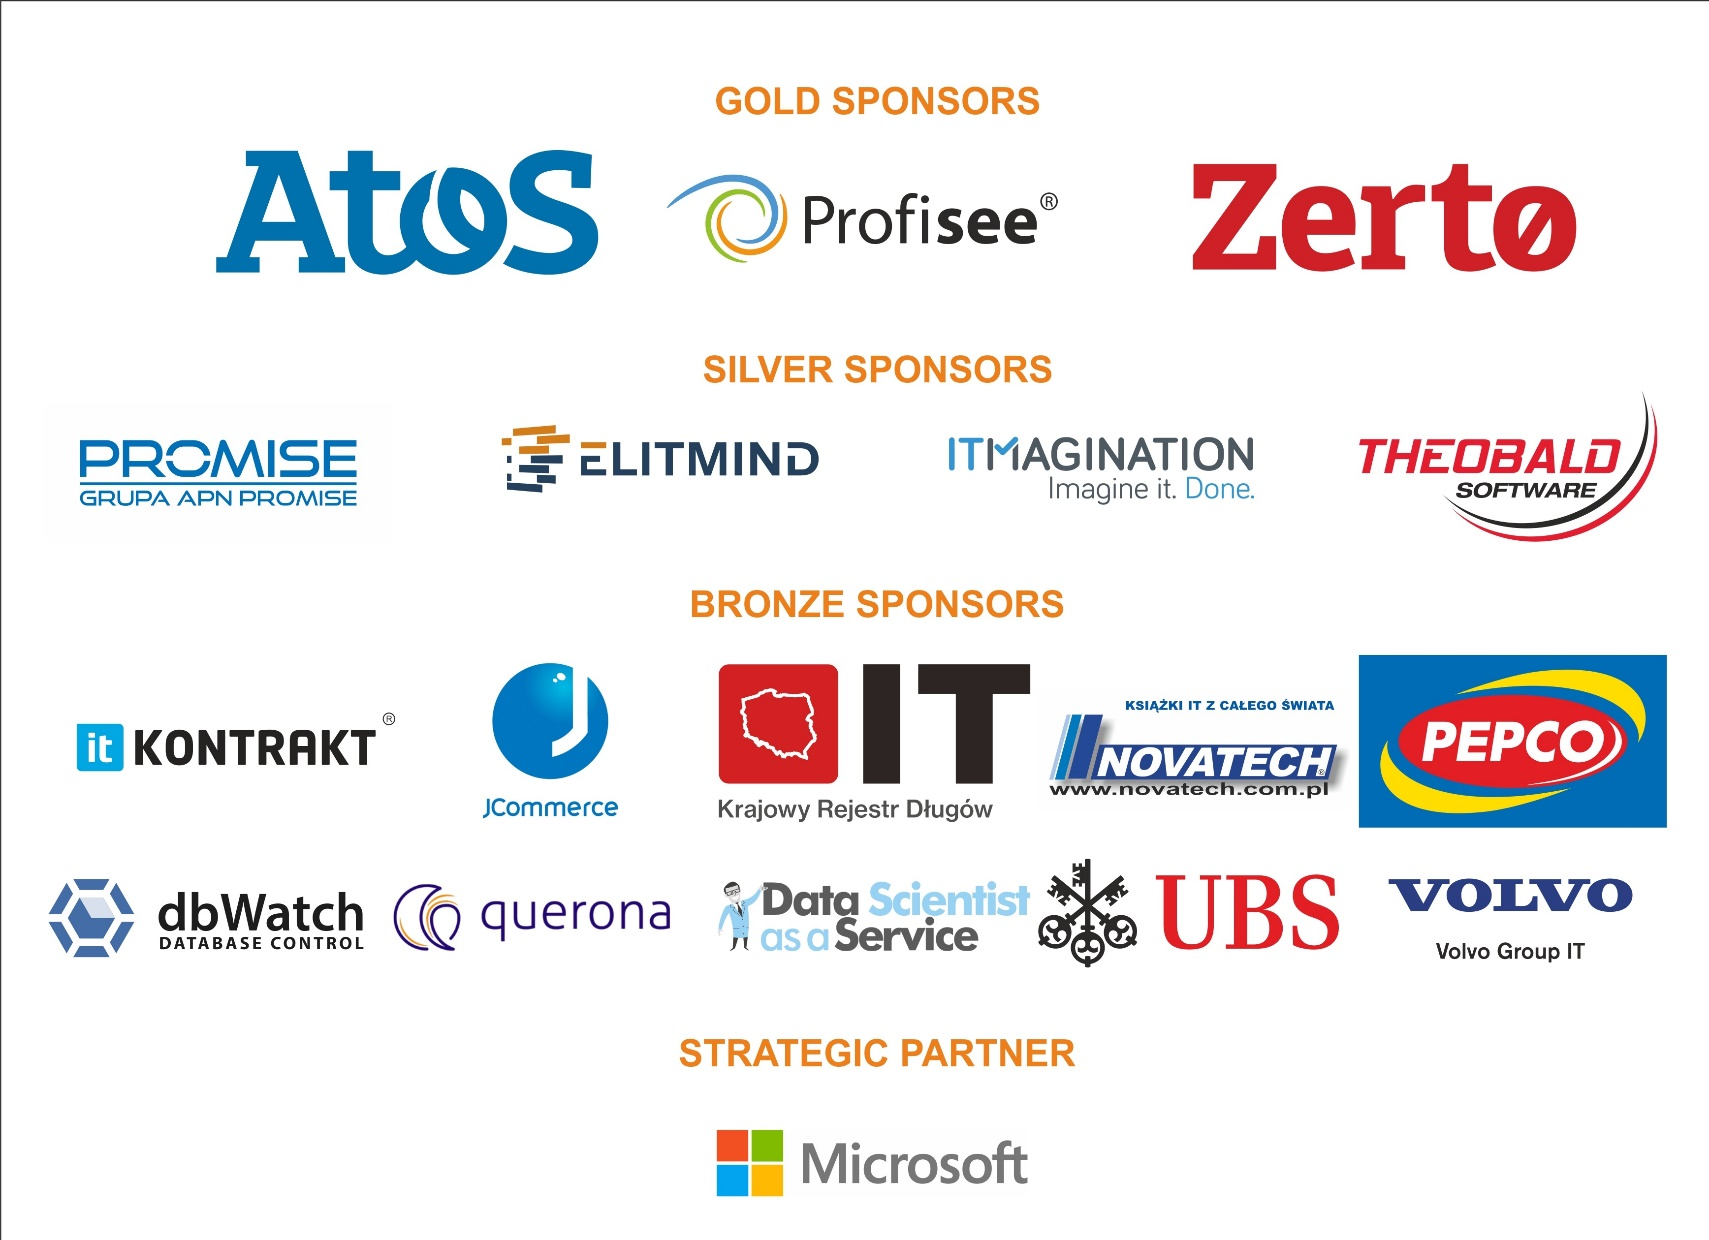 GOLD SPONSORS
Atos
Profisee®
Zerto
SILVER SPONSORS
PROMISE
GRUPA APN PROMISE
ELITMIND
ITMAGINATION
Imagine it. Done.
THEOBALD
SOFTWARE
BRONZE SPONSORS
it KONTRAKT®
J
JCommerce
IT
Krajowy Rejestr Długów
KSIĄŻKI IT Z CAŁEGO ŚWIATA
NOVATECH®
www.novatech.com.pl
PEPCO
dbWatch
DATABASE CONTROL
querona
Data Scientist
as a Service
UBS
VOLVO
Volvo Group IT
STRATEGIC PARTNER
Microsoft